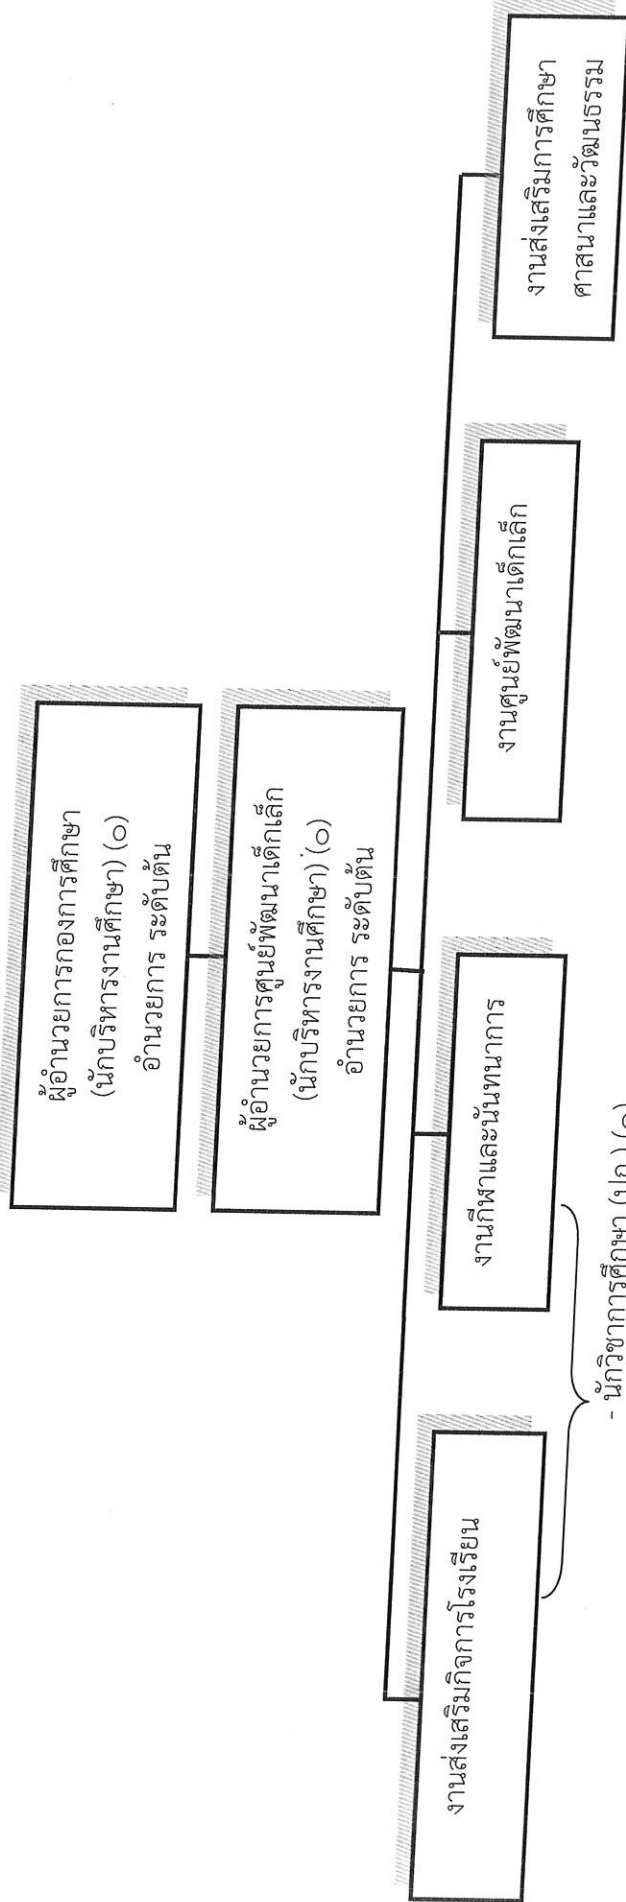 ผู้อำนวยการกองการศึกษา
(นักบริหารงานศึกษา) (๐)
อำนวยการ ระดับต้น
ผู้อำนวยการศูนย์พัฒนาเด็กเล็ก
(นักบริหารงานศึกษา) (๐)
อำนวยการ ระดับต้น
งานส่งเสริมกิจการโรงเรียน
งานกีฬาและนันทนาการ
งานศูนย์พัฒนาเด็กเล็ก
งานส่งเสริมการศึกษา
ศาสนาและวัฒนธรรม
- นักวิชาการศึกษา